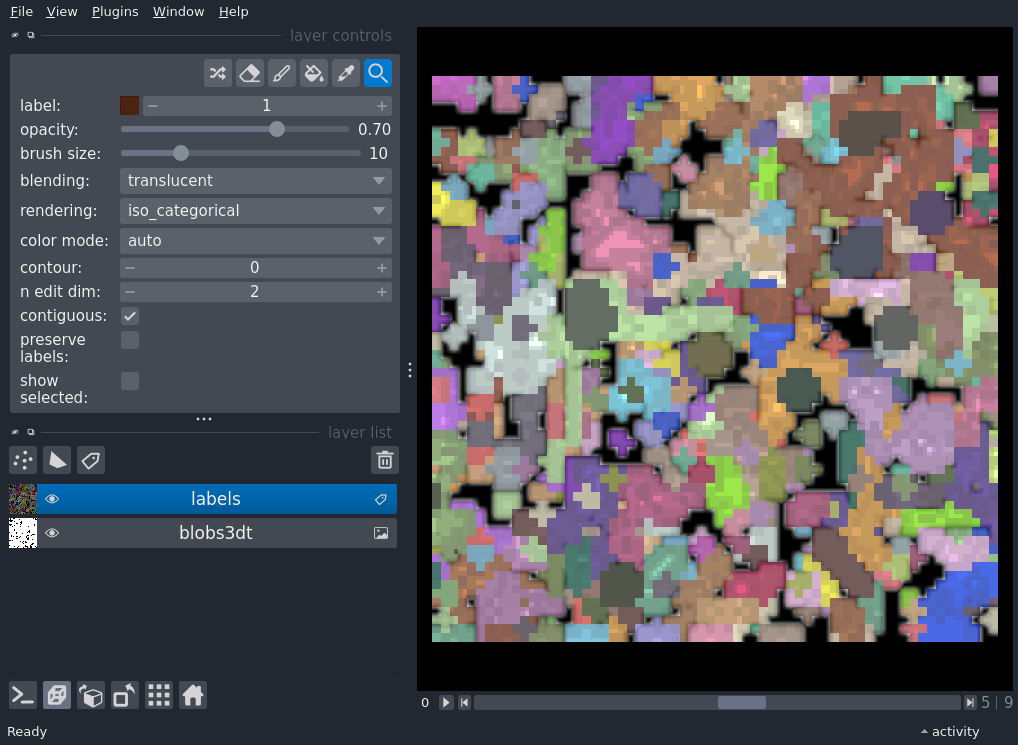 File View Plugins Window Help
layer controls
label: 1
opacity: 0.70
brush size: 10
blending: translucent
rendering: iso_categorical
color mode: auto
contour: 0
n edit dim: 2
contiguous:
preserve
labels:
show
selected:
layer list
labels
blobs3dt
0 5 | 9
Ready activity